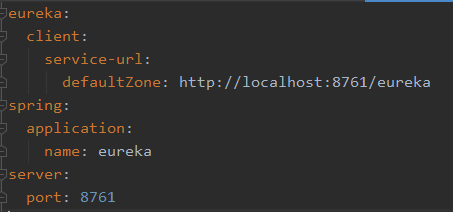 eureka:
  client:
    service-url:
      defaultZone: http://localhost:8761/eureka
spring:
  application:
    name: eureka
server:
  port: 8761